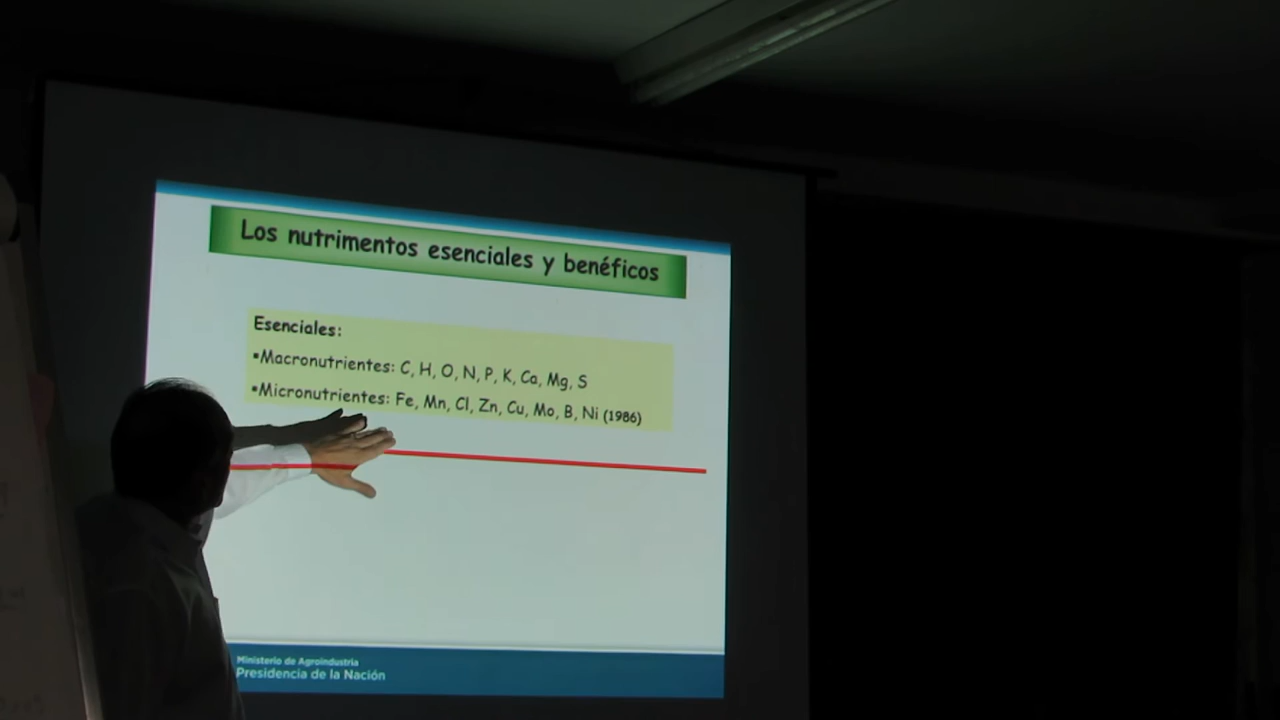 Los nutrimentos esenciales y benéficos
Esenciales:
▪Macronutrientes: C, H, O, N, P, K, Ca, Mg, S
▪Micronutrientes: Fe, Mn, Cl, Zn, Cu, Mo, B, Ni (1986)
Ministerio de Agroindustria
Presidencia de la Nación